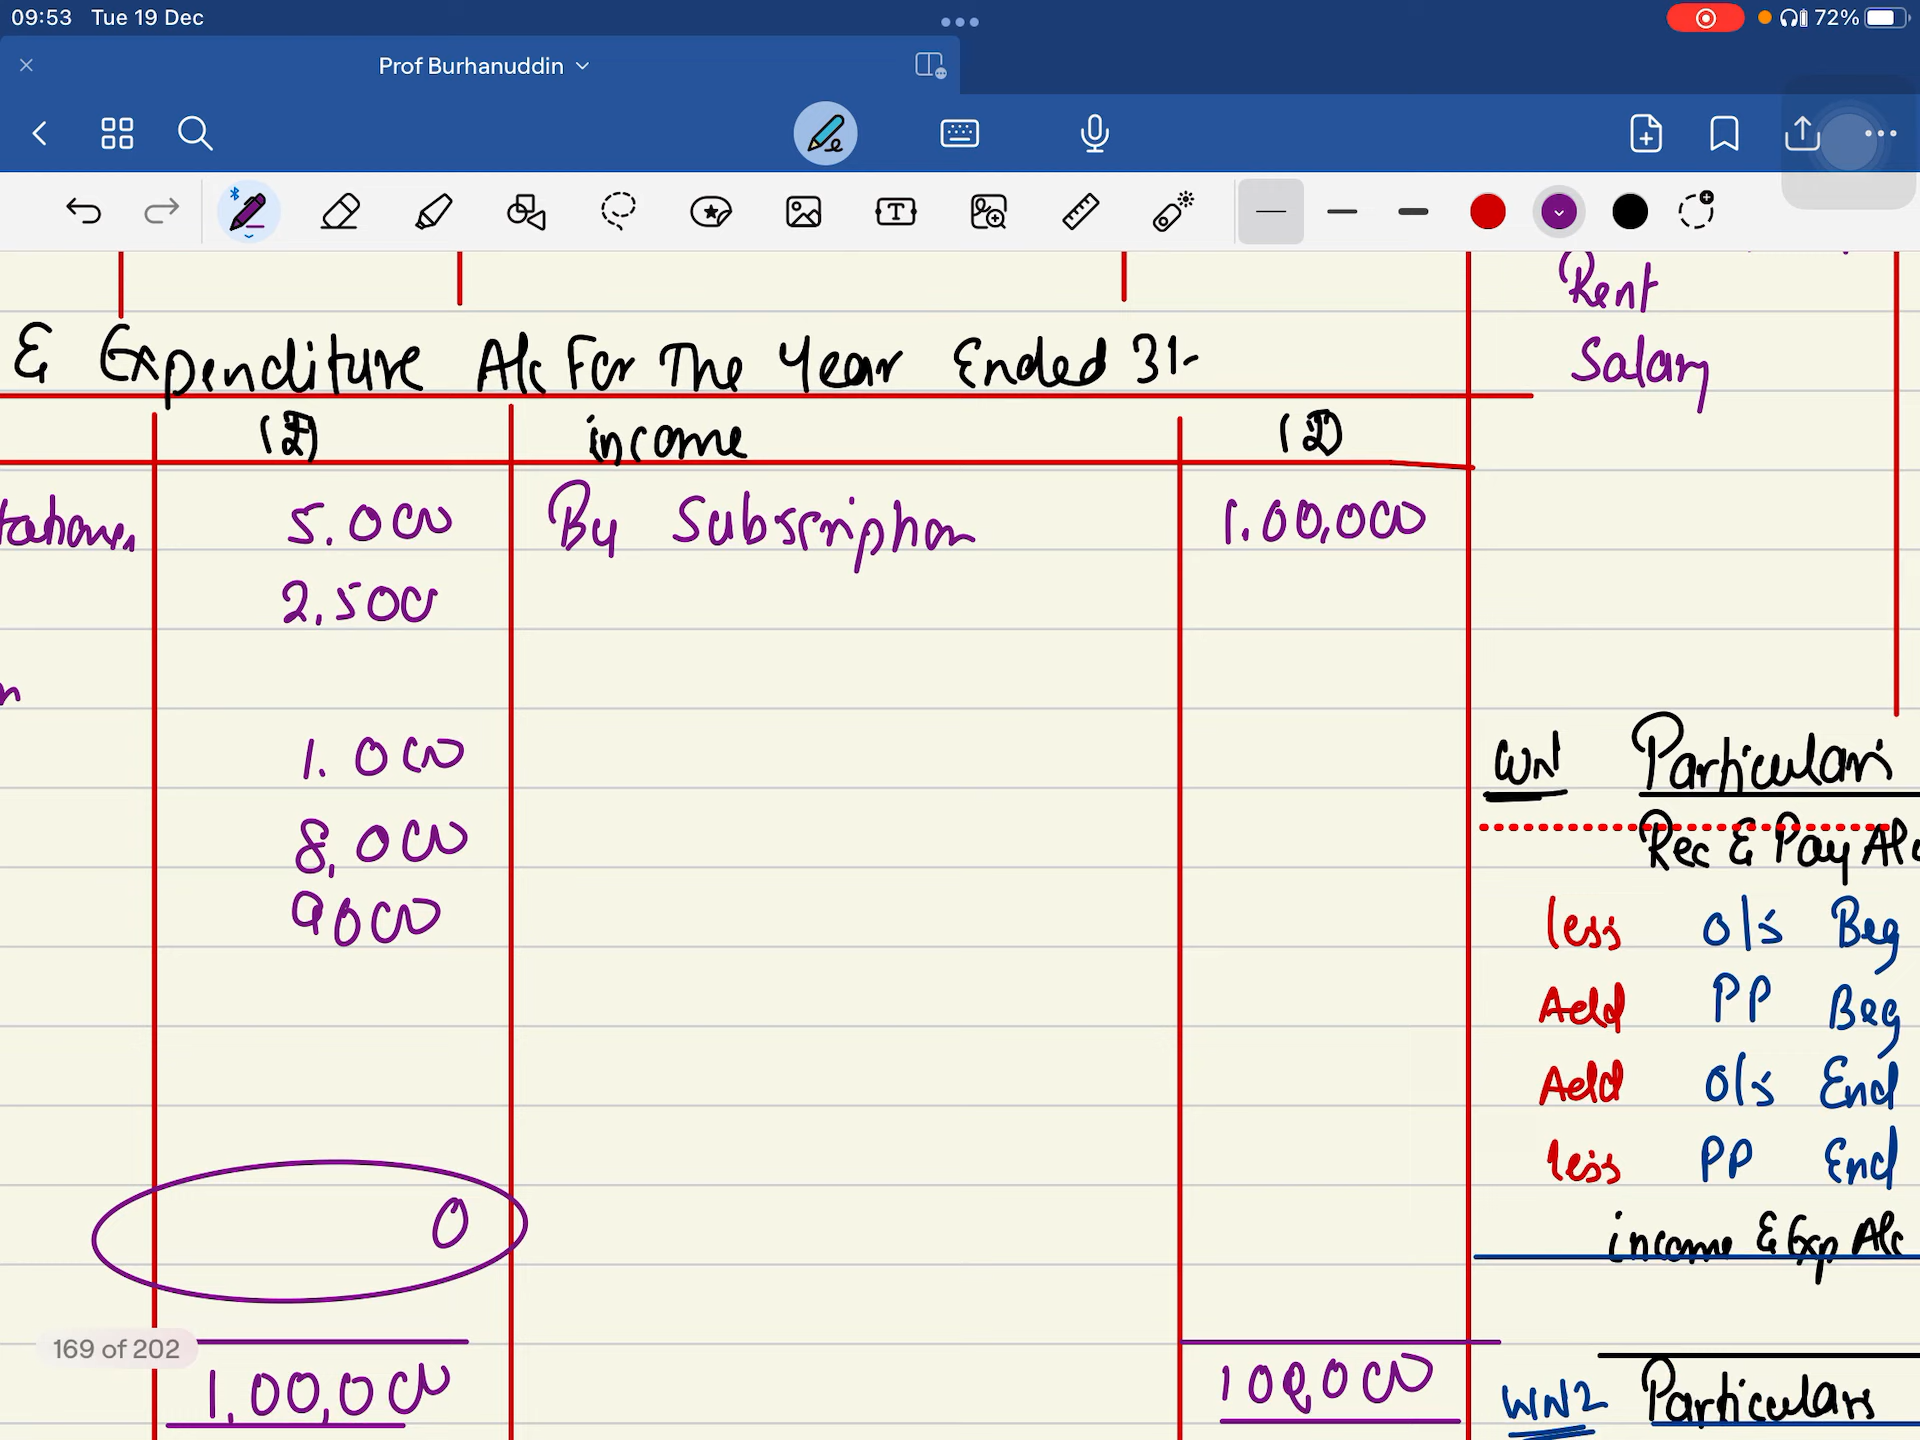 09:53 Tue 19 Dec
72%
Prof Burhanuddin
Rent
Salary
& Expenditure A/c For The Year Ended 31-
(₹) income (₹)
5.000 By Subscription 1.00,000
2,500
1.000
8,000
9000
0
1,00,000 100,000
WN Particulars
Rec & Pay A/c
less o/s Beg
Add PP Beg
Add o/s End
less PP End
income & Exp A/c
169 of 202
WN2 Particulars